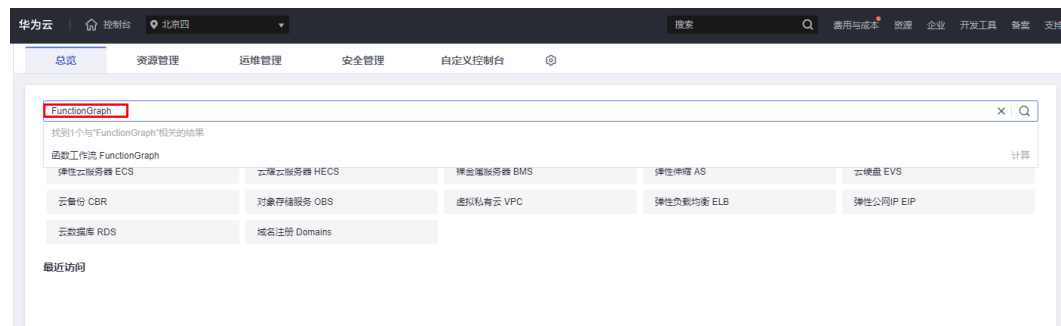 华为云 控制台 北京四 搜索 费用与成本 资源 企业 开发工具 备案 支持
总览 资源管理 运维管理 安全管理 自定义控制台
FunctionGraph
找到1个与"FunctionGraph"相关的结果
函数工作流 FunctionGraph 计算
弹性云服务器 ECS 云耀云服务器 HECS 裸金属服务器 BMS 弹性伸缩 AS 云硬盘 EVS
云备份 CBR 对象存储服务 OBS 虚拟私有云 VPC 弹性负载均衡 ELB 弹性公网IP EIP
云数据库 RDS 域名注册 Domains
最近访问